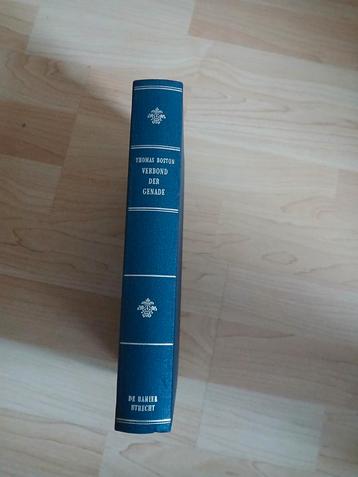 THOMAS BOSTON
VERBOND
DER
GENADE
DE BANIER
UTRECHT